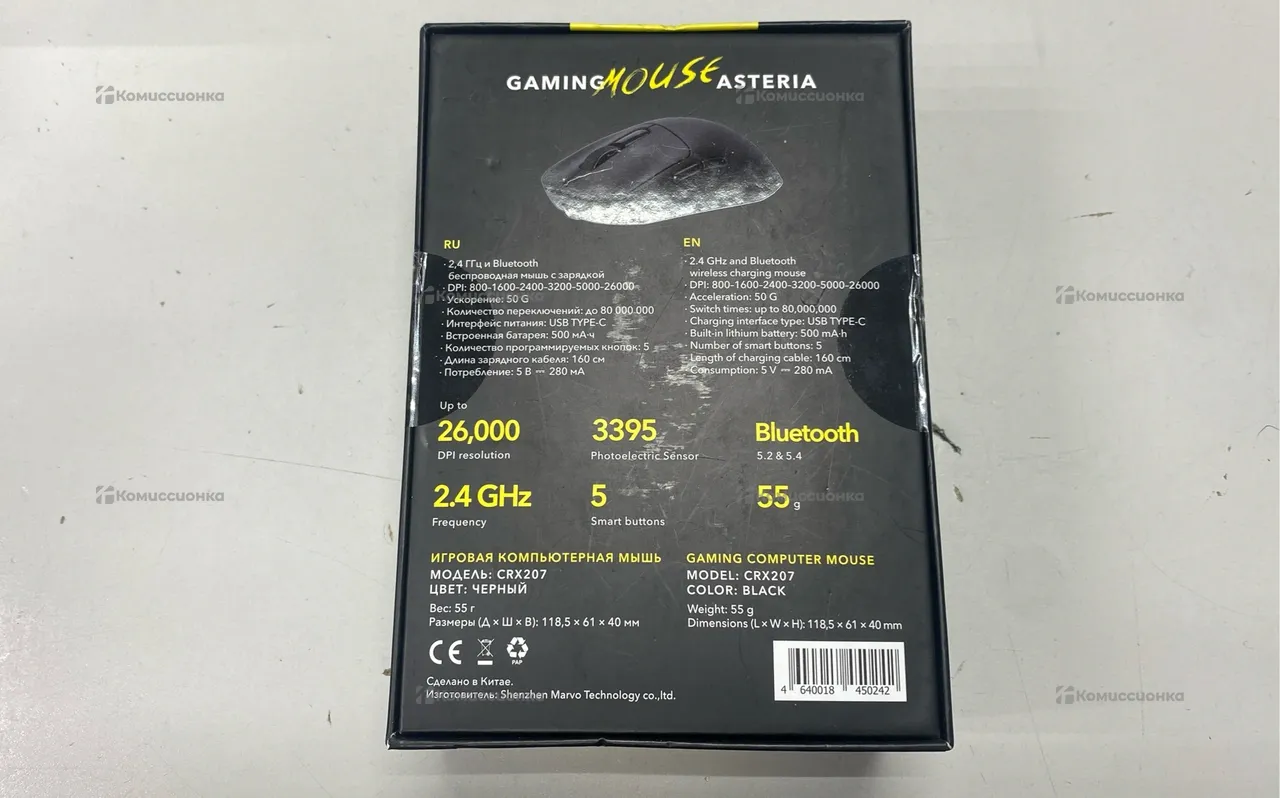 GAMING MOUSE ASTERIA
RU
· 2,4 ГГц и Bluetooth
беспроводная мышь с зарядкой
· DPI: 800-1600-2400-3200-5000-26000
· Ускорение: 50 G
· Количество переключений: до 80 000 000
· Интерфейс питания: USB TYPE-C
· Встроенная батарея: 500 мА·ч
· Количество программируемых кнопок: 5
· Длина зарядного кабеля: 160 см
· Потребление: 5 В ⎓ 280 мА
EN
· 2.4 GHz and Bluetooth
wireless charging mouse
· DPI: 800-1600-2400-3200-5000-26000
· Acceleration: 50 G
· Switch times: up to 80,000,000
· Charging interface type: USB TYPE-C
· Built-in lithium battery: 500 mA·h
· Number of smart buttons: 5
· Length of charging cable: 160 cm
· Consumption: 5 V ⎓ 280 mA
Up to
26,000
DPI resolution
3395
Photoelectric Sensor
Bluetooth
5.2 & 5.4
2.4 GHz
Frequency
5
Smart buttons
55 g
ИГРОВАЯ КОМПЬЮТЕРНАЯ МЫШЬ
МОДЕЛЬ: CRX207
ЦВЕТ: ЧЕРНЫЙ
Вес: 55 г
Размеры (Д × Ш × В): 118,5 × 61 × 40 мм
GAMING COMPUTER MOUSE
MODEL: CRX207
COLOR: BLACK
Weight: 55 g
Dimensions (L × W × H): 118,5 × 61 × 40 mm
CE
PAP
Сделано в Китае.
Изготовитель: Shenzhen Marvo Technology co.,ltd.
4 640018 450242
Комиссионка
Комиссионка
Комиссионка
Комиссионка
Комиссионка
Комиссионка
Комиссионка
Комиссионка